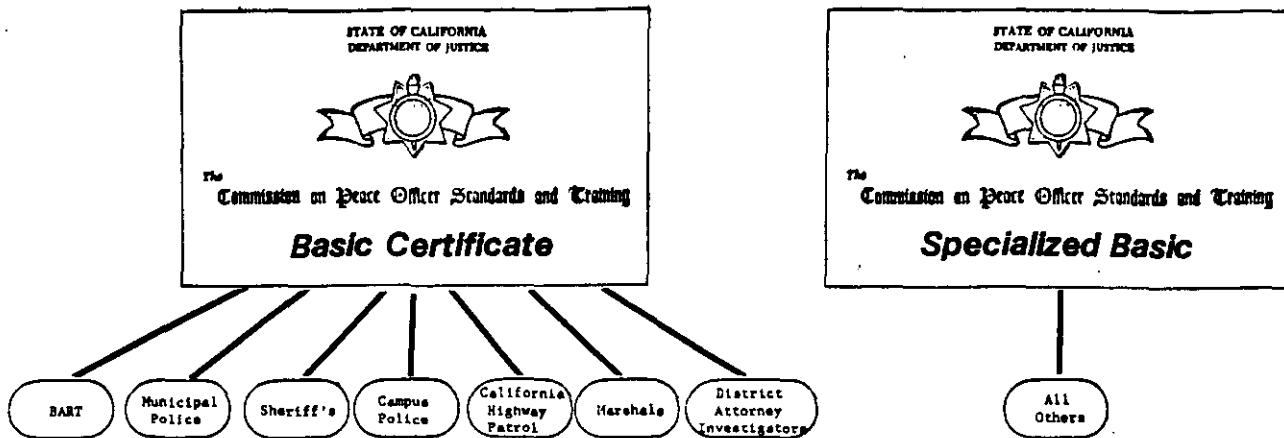 STATE OF CALIFORNIA
DEPARTMENT OF JUSTICE
The
Commission on Peace Officer Standards and Training
Basic Certificate
STATE OF CALIFORNIA
DEPARTMENT OF JUSTICE
The
Commission on Peace Officer Standards and Training
Specialized Basic
BART
Municipal
Police
Sheriff's
Campus
Police
California
Highway
Patrol
Marshals
District
Attorney
Investigators
All
Others